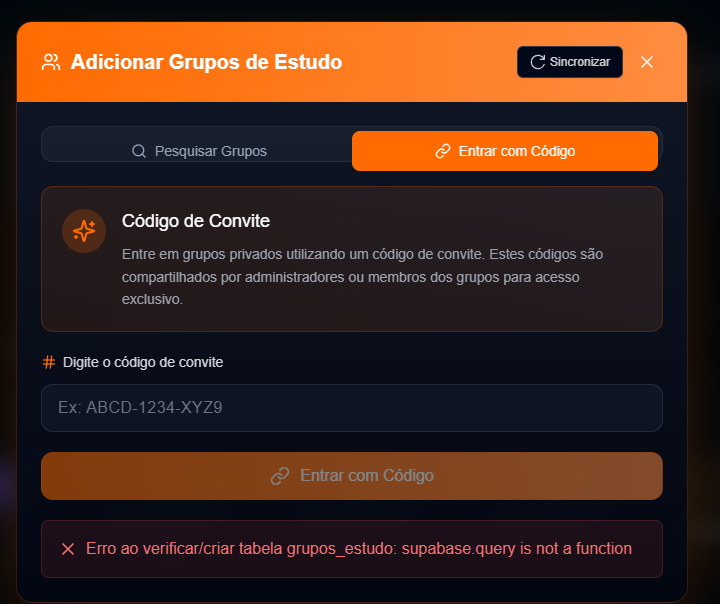 Adicionar Grupos de Estudo
Sincronizar
Pesquisar Grupos
Entrar com Código
Código de Convite
Entre em grupos privados utilizando um código de convite. Estes códigos são
compartilhados por administradores ou membros dos grupos para acesso
exclusivo.
# Digite o código de convite
Ex: ABCD-1234-XYZ9
Entrar com Código
Erro ao verificar/criar tabela grupos_estudo: supabase.query is not a function